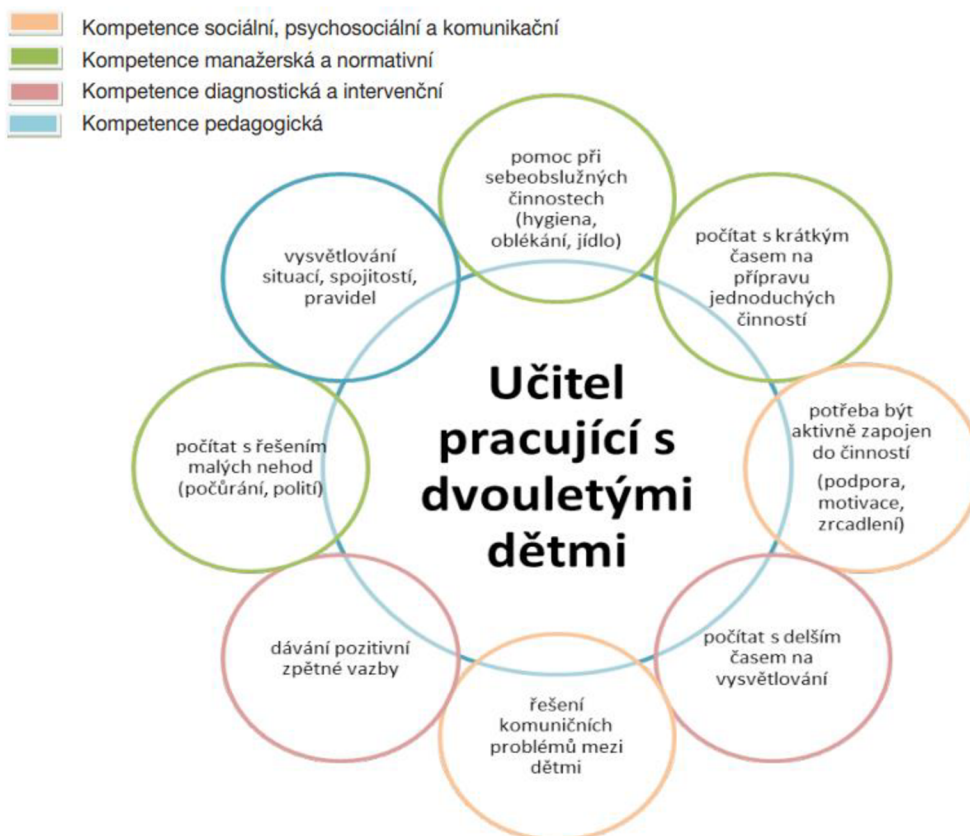 Kompetence sociální, psychosociální a komunikační
Kompetence manažerská a normativní
Kompetence diagnostická a intervenční
Kompetence pedagogická
pomoc při
sebeobslužných
činnostech
(hygiena,
oblékání, jídlo)
počítat s krátkým
časem na
přípravu
jednoduchých
činností
potřeba být
aktivně zapojen
do činností
(podpora,
motivace,
zrcadlení)
počítat s delším
časem na
vysvětlování
řešení
komuničních
problémů mezi
dětmi
dávání pozitivní
zpětné vazby
počítat s řešením
malých nehod
(počůrání, polití)
vysvětlování
situací, spojitostí,
pravidel
Učitel
pracující s
dvouletými
dětmi